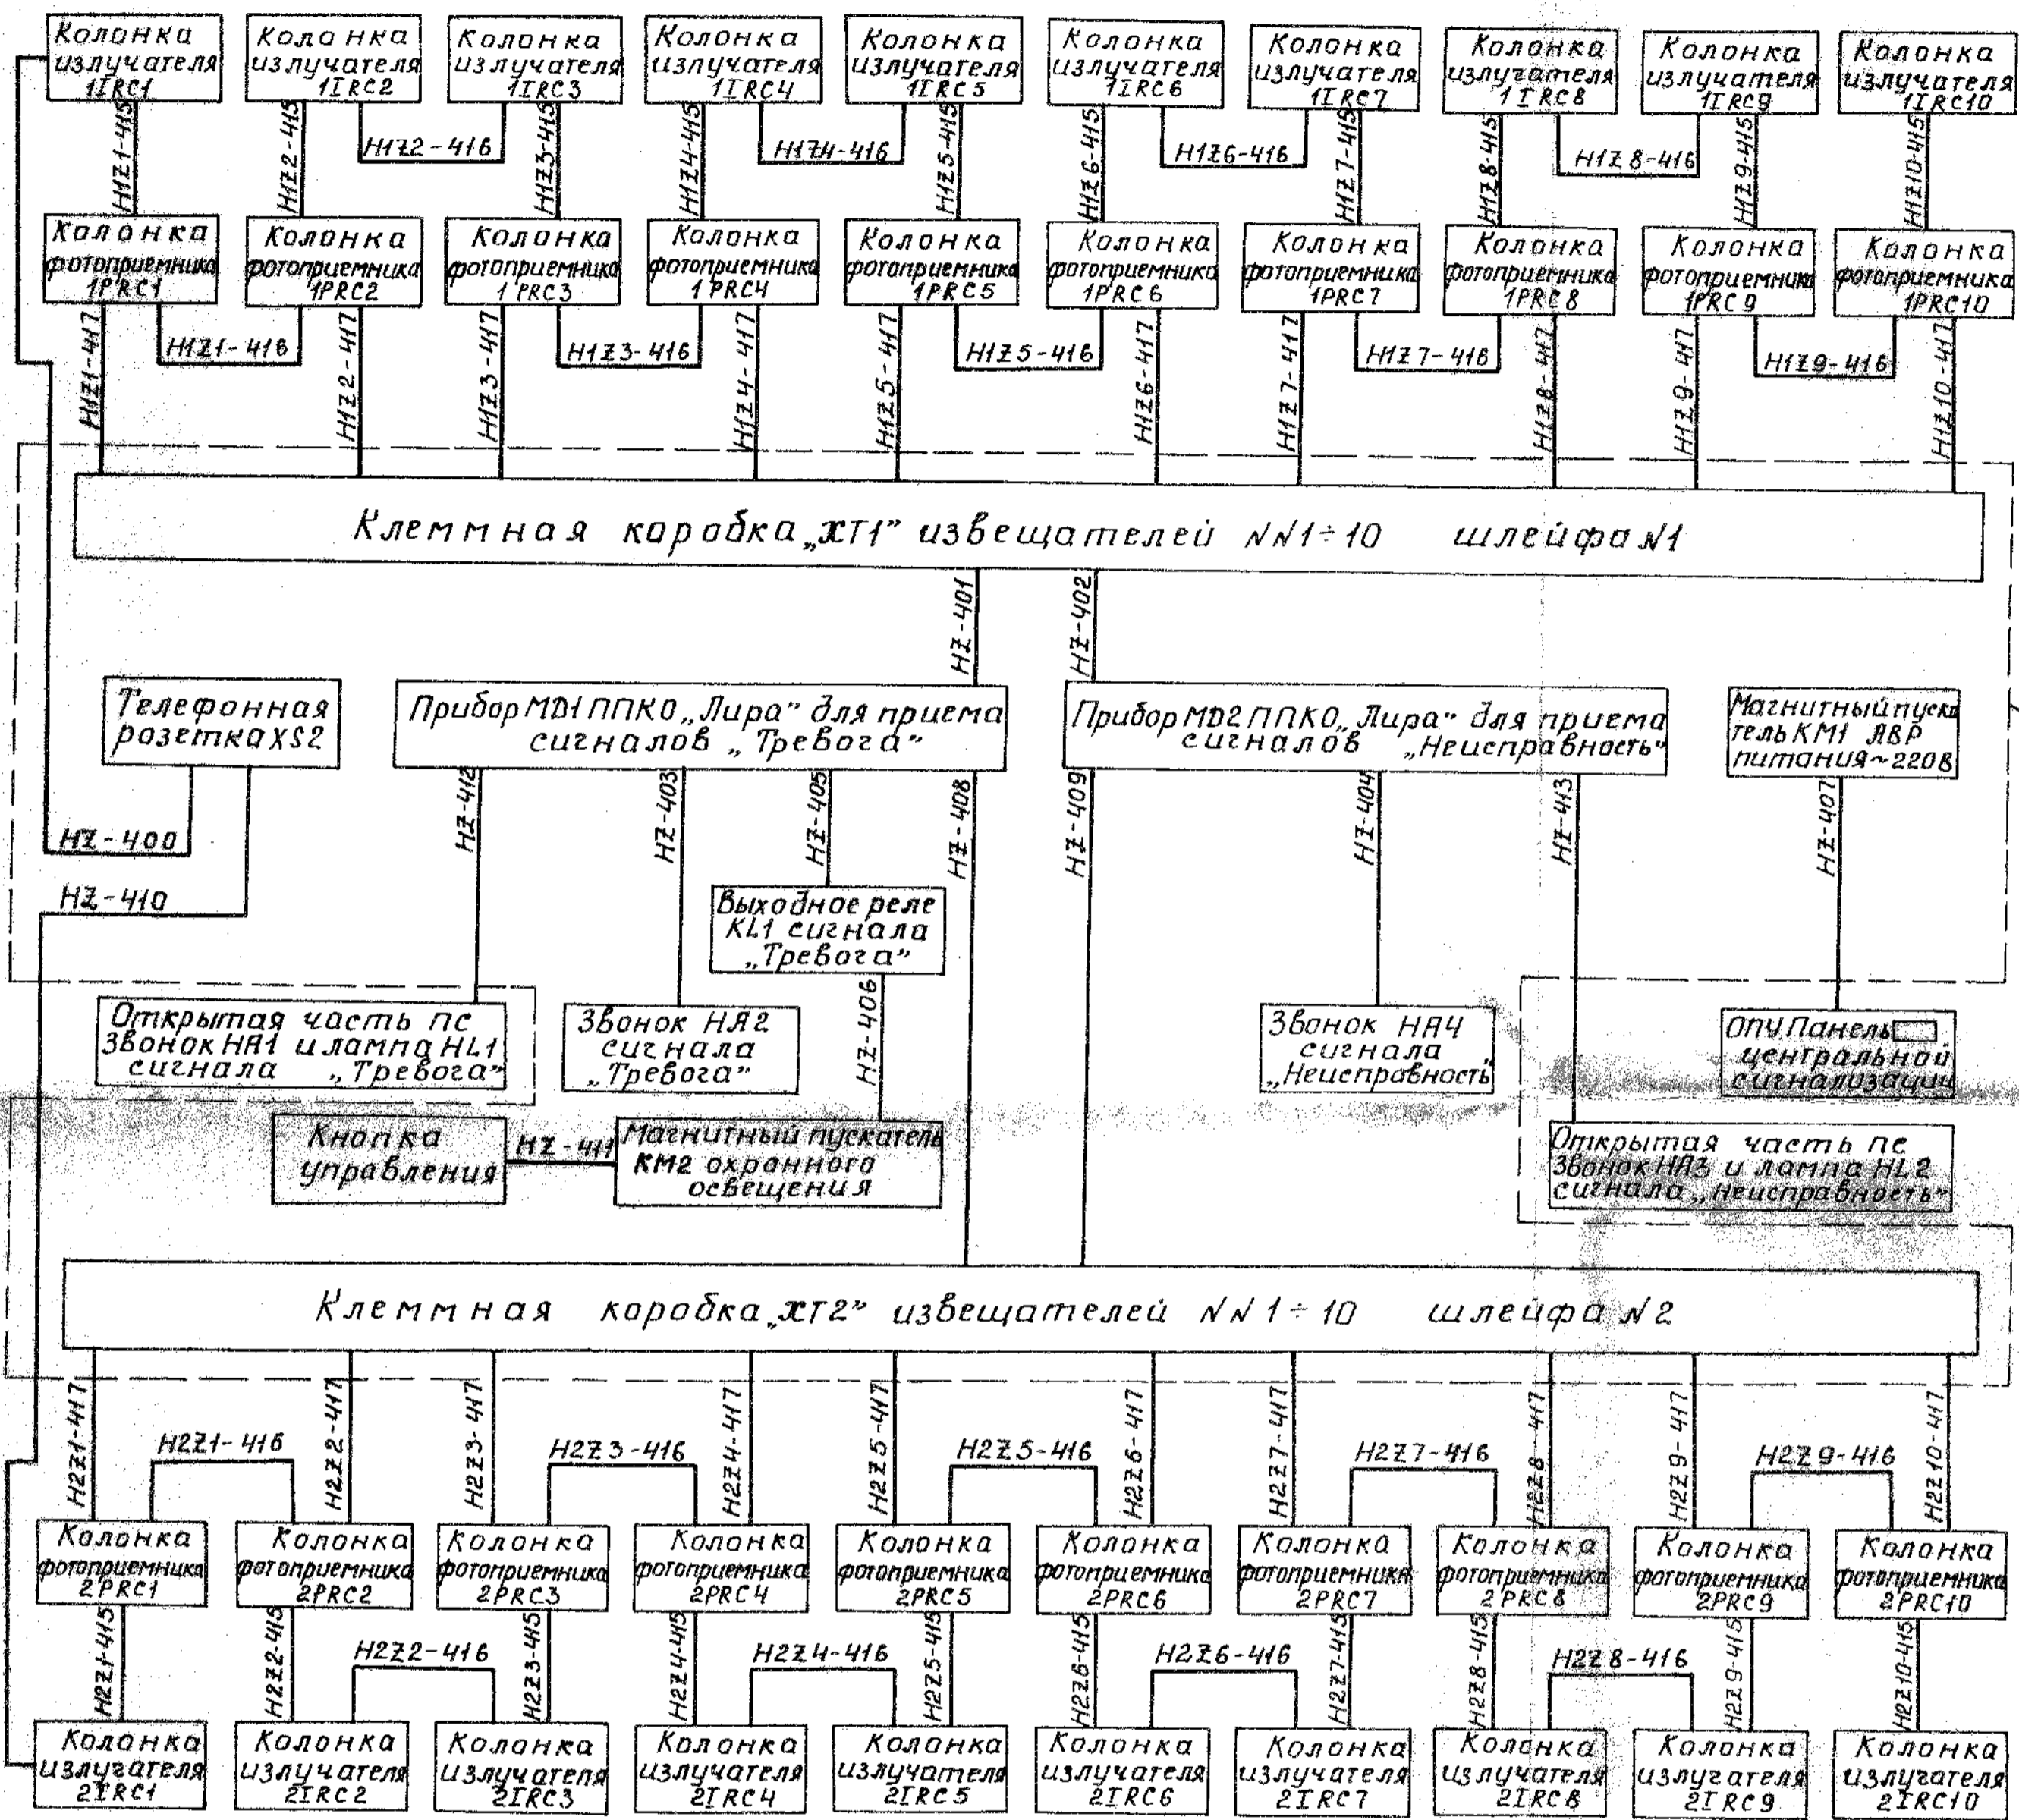 Колонка
излучателя
1IRC1
Колонка
излучателя
1IRC2
Колонка
излучателя
1IRC3
Колонка
излучателя
1IRC4
Колонка
излучателя
1IRC5
Колонка
излучателя
1IRC6
Колонка
излучателя
1IRC7
Колонка
излучателя
1IRC8
Колонка
излучателя
1IRC9
Колонка
излучателя
1IRC10
H1Z1-415
H1Z2-415
H1Z2-416
H1Z3-415
H1Z4-415
H1Z4-416
H1Z5-415
H1Z6-415
H1Z6-416
H1Z7-415
H1Z8-415
H1Z8-416
H1Z9-415
H1Z10-415
Колонка
фотоприемника
1PRC1
Колонка
фотоприемника
1PRC2
Колонка
фотоприемника
1PRC3
Колонка
фотоприемника
1PRC4
Колонка
фотоприемника
1PRC5
Колонка
фотоприемника
1PRC6
Колонка
фотоприемника
1PRC7
Колонка
фотоприемника
1PRC8
Колонка
фотоприемника
1PRC9
Колонка
фотоприемника
1PRC10
H1Z1-417
H1Z1-416
H1Z2-417
H1Z3-417
H1Z3-416
H1Z4-417
H1Z5-417
H1Z5-416
H1Z6-417
H1Z7-417
H1Z7-416
H1Z8-417
H1Z9-417
H1Z9-416
H1Z10-417
Клеммная коробка „XT1” извещателей NN1÷10 шлейфа N1
HZ-401
HZ-402
Телефонная
розетка XS2
Прибор MD1 ППКО „Лира” для приема
сигналов „Тревога”
Прибор MD2 ППКО „Лира” для приема
сигналов „Неисправность”
Магнитный пуска
тель KM1 АВР
питания ~220В
HZ-400
HZ-410
HZ-412
HZ-403
HZ-405
HZ-408
HZ-409
HZ-404
HZ-413
HZ-407
Выходное реле
KL1 сигнала
„Тревога”
HZ-406
Открытая часть ПС
Звонок HA1 и лампа HL1
сигнала „Тревога”
Звонок HA2
сигнала
„Тревога”
Звонок HA4
сигнала
„Неисправность”
ОПУ. Панель
центральной
сигнализации
Кнопка
управления
HZ-411
Магнитный пускатель
KM2 охранного
освещения
Открытая часть ПС
Звонок HA3 и лампа HL2
сигнала „Неисправность”
Клеммная коробка „XT2” извещателей NN1÷10 шлейфа N2
H2Z1-417
H2Z1-416
H2Z2-417
H2Z3-417
H2Z3-416
H2Z4-417
H2Z5-417
H2Z5-416
H2Z6-417
H2Z7-417
H2Z7-416
H2Z8-417
H2Z9-417
H2Z9-416
H2Z10-417
Колонка
фотоприемника
2PRC1
Колонка
фотоприемника
2PRC2
Колонка
фотоприемника
2PRC3
Колонка
фотоприемника
2PRC4
Колонка
фотоприемника
2PRC5
Колонка
фотоприемника
2PRC6
Колонка
фотоприемника
2PRC7
Колонка
фотоприемника
2PRC8
Колонка
фотоприемника
2PRC9
Колонка
фотоприемника
2PRC10
H2Z1-415
H2Z2-415
H2Z2-416
H2Z3-415
H2Z4-415
H2Z4-416
H2Z5-415
H2Z6-415
H2Z6-416
H2Z7-415
H2Z8-415
H2Z8-416
H2Z9-415
H2Z10-415
Колонка
излучателя
2IRC1
Колонка
излучателя
2IRC2
Колонка
излучателя
2IRC3
Колонка
излучателя
2IRC4
Колонка
излучателя
2IRC5
Колонка
излучателя
2IRC6
Колонка
излучателя
2IRC7
Колонка
излучателя
2IRC8
Колонка
излучателя
2IRC9
Колонка
излучателя
2IRC10